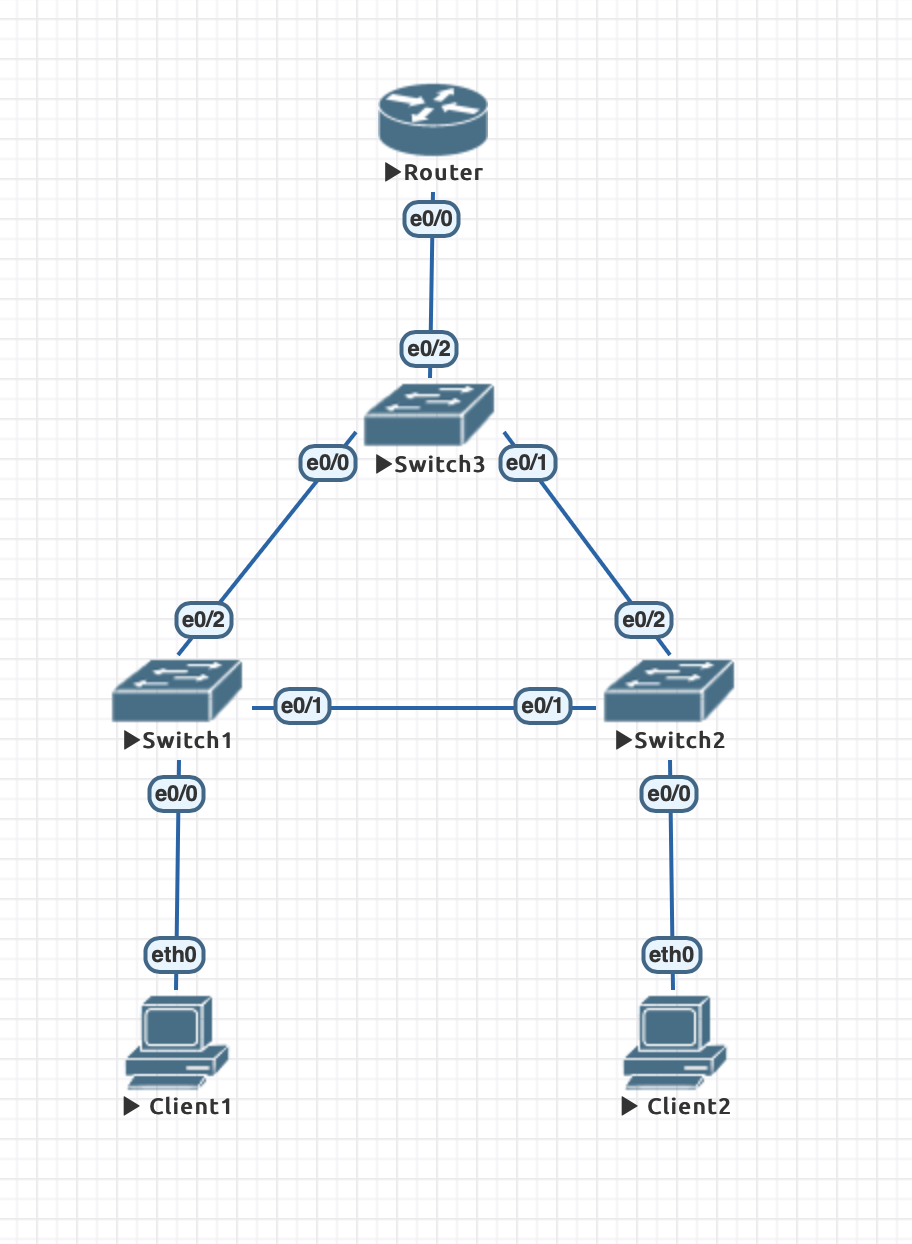 ▶Router
e0/0
e0/2
e0/0 ▶Switch3 e0/1
e0/2 e0/2
e0/1 e0/1
▶Switch1 ▶Switch2
e0/0 e0/0
eth0 eth0
▶ Client1 ▶ Client2